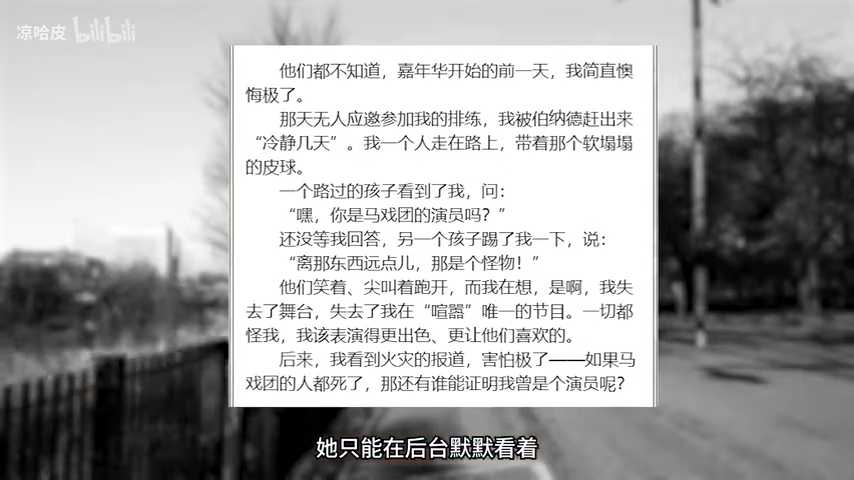 凉哈皮 bilibili
他们都不知道，嘉年华开始的前一天，我简直懊
悔极了。
那天无人应邀参加我的排练，我被伯纳德赶出来
“冷静几天”。我一个人走在路上，带着那个软塌塌
的皮球。
一个路过的孩子看到了我，问：
“嘿，你是马戏团的演员吗？”
还没等我回答，另一个孩子踢了我一下，说：
“离那东西远点儿，那是个怪物！”
他们笑着、尖叫着跑开，而我在想，是啊，我失
去了舞台，失去了我在“喧嚣”唯一的节目。一切都
怪我，我该表演得更出色、更让他们喜欢的。
后来，我看到火灾的报道，害怕极了——如果马
戏团的人都死了，那还有谁能证明我曾是个演员呢？
她只能在后台默默看着